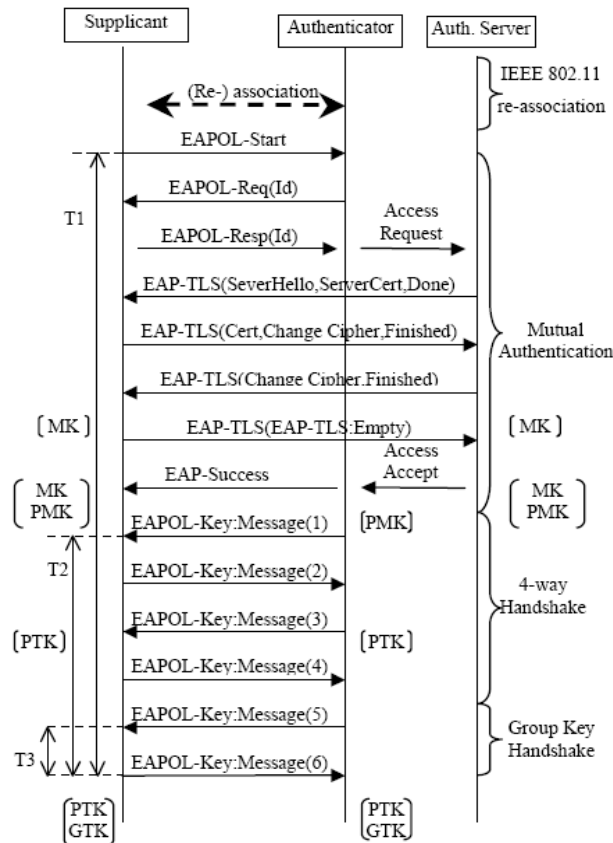 Supplicant
Authenticator
Auth. Server
(Re-) association
IEEE 802.11
re-association
EAPOL-Start
T1
EAPOL-Req(Id)
EAPOL-Resp(Id)
Access
Request
EAP-TLS(SeverHello,ServerCert,Done)
EAP-TLS(Cert,Change Cipher,Finished)
Mutual
Authentication
EAP-TLS(Change Cipher,Finished)
[MK]
EAP-TLS(EAP-TLS:Empty)
[MK]
EAP-Success
Access
Accept
MK
PMK
MK
PMK
EAPOL-Key:Message(1)
[PMK]
T2
EAPOL-Key:Message(2)
4-way
Handshake
EAPOL-Key:Message(3)
[PTK]
[PTK]
EAPOL-Key:Message(4)
EAPOL-Key:Message(5)
Group Key
Handshake
T3
EAPOL-Key:Message(6)
PTK
GTK
PTK
GTK